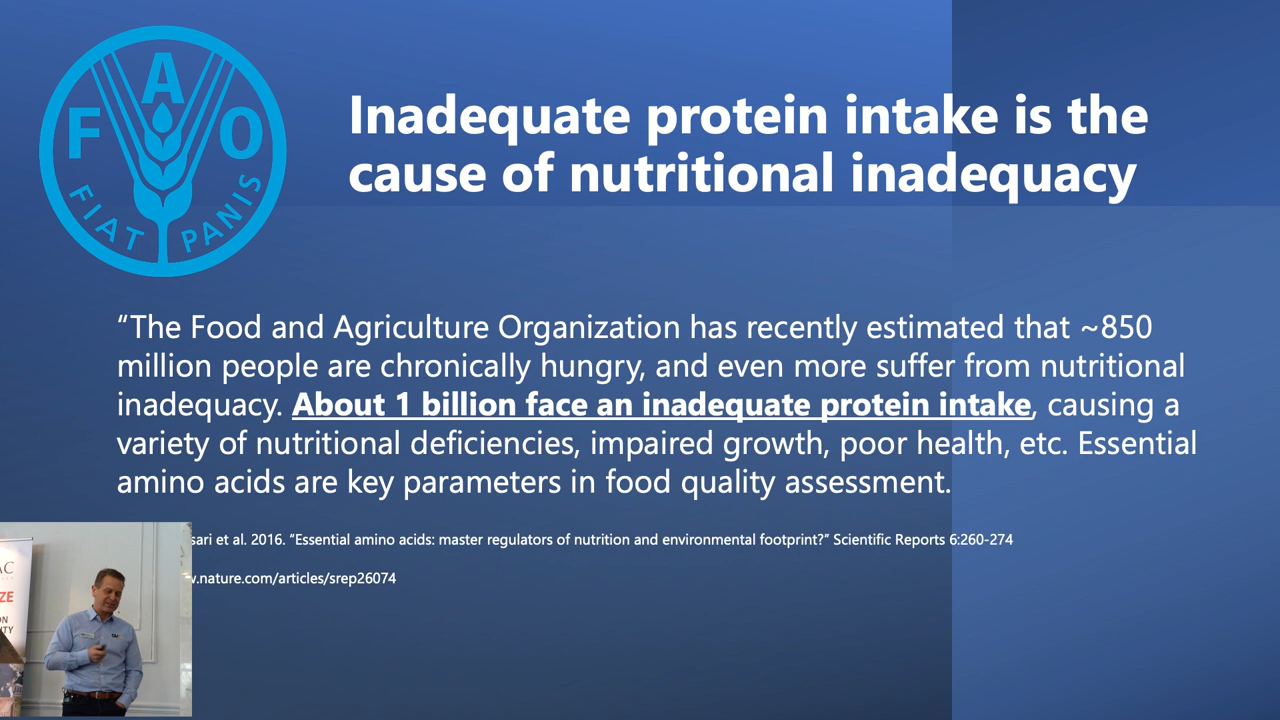 FAO
FIAT PANIS
Inadequate protein intake is the
cause of nutritional inadequacy
“The Food and Agriculture Organization has recently estimated that ~850
million people are chronically hungry, and even more suffer from nutritional
inadequacy. About 1 billion face an inadequate protein intake, causing a
variety of nutritional deficiencies, impaired growth, poor health, etc. Essential
amino acids are key parameters in food quality assessment.
et al. 2016. “Essential amino acids: master regulators of nutrition and environmental footprint?” Scientific Reports 6:260-274
.nature.com/articles/srep26074